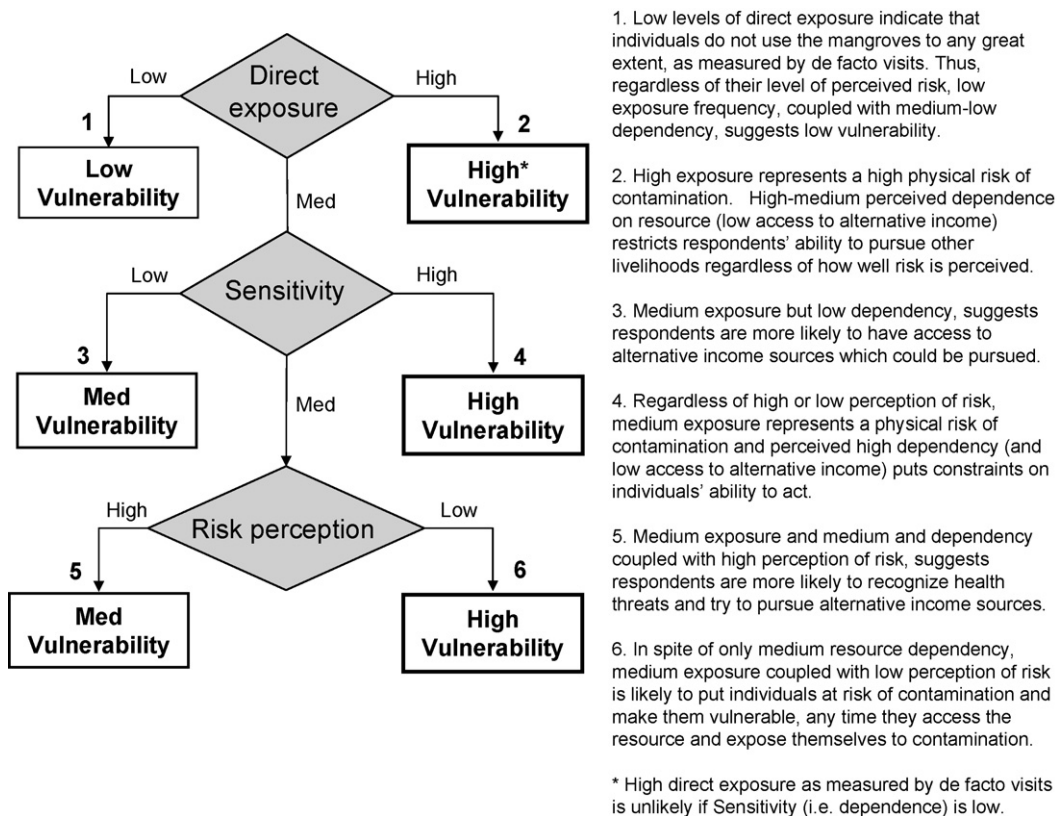 Direct
exposure
Low
High
1
2
Low
Vulnerability
High*
Vulnerability
Med
Sensitivity
Low
High
3
4
Med
Vulnerability
High
Vulnerability
Med
Risk perception
High
Low
5
6
Med
Vulnerability
High
Vulnerability
1. Low levels of direct exposure indicate that
individuals do not use the mangroves to any great
extent, as measured by de facto visits. Thus,
regardless of their level of perceived risk, low
exposure frequency, coupled with medium-low
dependency, suggests low vulnerability.
2. High exposure represents a high physical risk of
contamination. High-medium perceived dependence
on resource (low access to alternative income)
restricts respondents' ability to pursue other
livelihoods regardless of how well risk is perceived.
3. Medium exposure but low dependency, suggests
respondents are more likely to have access to
alternative income sources which could be pursued.
4. Regardless of high or low perception of risk,
medium exposure represents a physical risk of
contamination and perceived high dependency (and
low access to alternative income) puts constraints on
individuals' ability to act.
5. Medium exposure and medium and dependency
coupled with high perception of risk, suggests
respondents are more likely to recognize health
threats and try to pursue alternative income sources.
6. In spite of only medium resource dependency,
medium exposure coupled with low perception of risk
is likely to put individuals at risk of contamination and
make them vulnerable, any time they access the
resource and expose themselves to contamination.
* High direct exposure as measured by de facto visits
is unlikely if Sensitivity (i.e. dependence) is low.